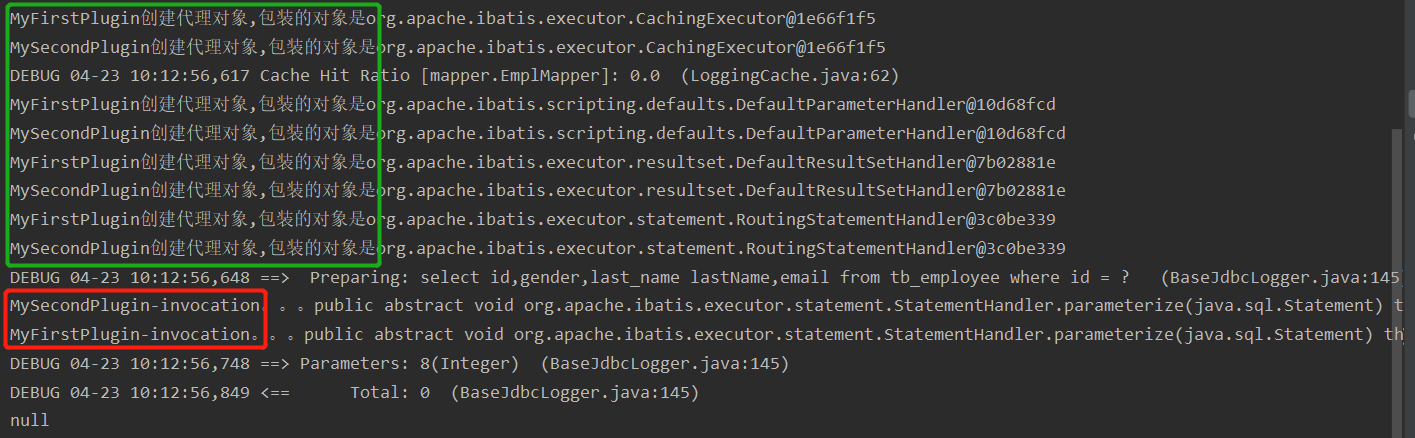 MyFirstPlugin创建代理对象,包装的对象是org.apache.ibatis.executor.CachingExecutor@1e66f1f5
MySecondPlugin创建代理对象,包装的对象是org.apache.ibatis.executor.CachingExecutor@1e66f1f5
DEBUG 04-23 10:12:56,617 Cache Hit Ratio [mapper.EmplMapper]: 0.0  (LoggingCache.java:62)
MyFirstPlugin创建代理对象,包装的对象是org.apache.ibatis.scripting.defaults.DefaultParameterHandler@10d68fcd
MySecondPlugin创建代理对象,包装的对象是org.apache.ibatis.scripting.defaults.DefaultParameterHandler@10d68fcd
MyFirstPlugin创建代理对象,包装的对象是org.apache.ibatis.executor.resultset.DefaultResultSetHandler@7b02881e
MySecondPlugin创建代理对象,包装的对象是org.apache.ibatis.executor.resultset.DefaultResultSetHandler@7b02881e
MyFirstPlugin创建代理对象,包装的对象是org.apache.ibatis.executor.statement.RoutingStatementHandler@3c0be339
MySecondPlugin创建代理对象,包装的对象是org.apache.ibatis.executor.statement.RoutingStatementHandler@3c0be339
DEBUG 04-23 10:12:56,648 ==>  Preparing: select id,gender,last_name lastName,email from tb_employee where id = ?   (BaseJdbcLogger.java:145)
MySecondPlugin-invocation。。。public abstract void org.apache.ibatis.executor.statement.StatementHandler.parameterize(java.sql.Statement) th
MyFirstPlugin-invocation。。。public abstract void org.apache.ibatis.executor.statement.StatementHandler.parameterize(java.sql.Statement) th
DEBUG 04-23 10:12:56,748 ==> Parameters: 8(Integer)  (BaseJdbcLogger.java:145)
DEBUG 04-23 10:12:56,849 <==      Total: 0  (BaseJdbcLogger.java:145)
null